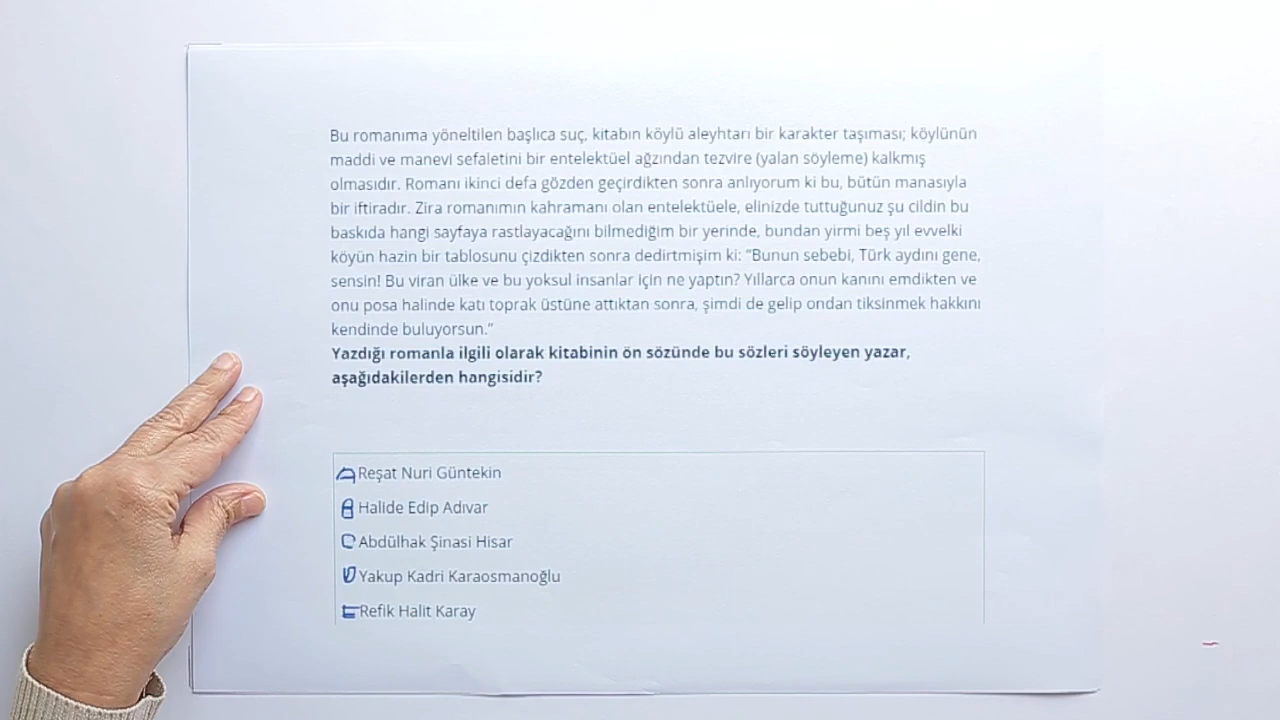 Bu romanıma yöneltilen başlıca suç, kitabın köylü aleyhtarı bir karakter taşıması; köylünün
maddi ve manevi sefaletini bir entelektüel ağzından tezvire (yalan söyleme) kalkmış
olmasıdır. Romanı ikinci defa gözden geçirdikten sonra anlıyorum ki bu, bütün manasıyla
bir iftiradır. Zira romanımın kahramanı olan entelektüele, elinizde tuttuğunuz şu cildin bu
baskıda hangi sayfaya rastlayacağını bilmediğim bir yerinde, bundan yirmi beş yıl evvelki
köyün hazin bir tablosunu çizdikten sonra dedirtmişim ki: “Bunun sebebi, Türk aydını gene,
sensin! Bu viran ülke ve bu yoksul insanlar için ne yaptın? Yıllarca onun kanını emdikten ve
onu posa halinde katı toprak üstüne attıktan sonra, şimdi de gelip ondan tiksinmek hakkını
kendinde buluyorsun.”
Yazdığı romanla ilgili olarak kitabinin ön sözünde bu sözleri söyleyen yazar,
aşağıdakilerden hangisidir?
A Reşat Nuri Güntekin
B Halide Edip Adıvar
C Abdülhak Şinasi Hisar
D Yakup Kadri Karaosmanoğlu
E Refik Halit Karay